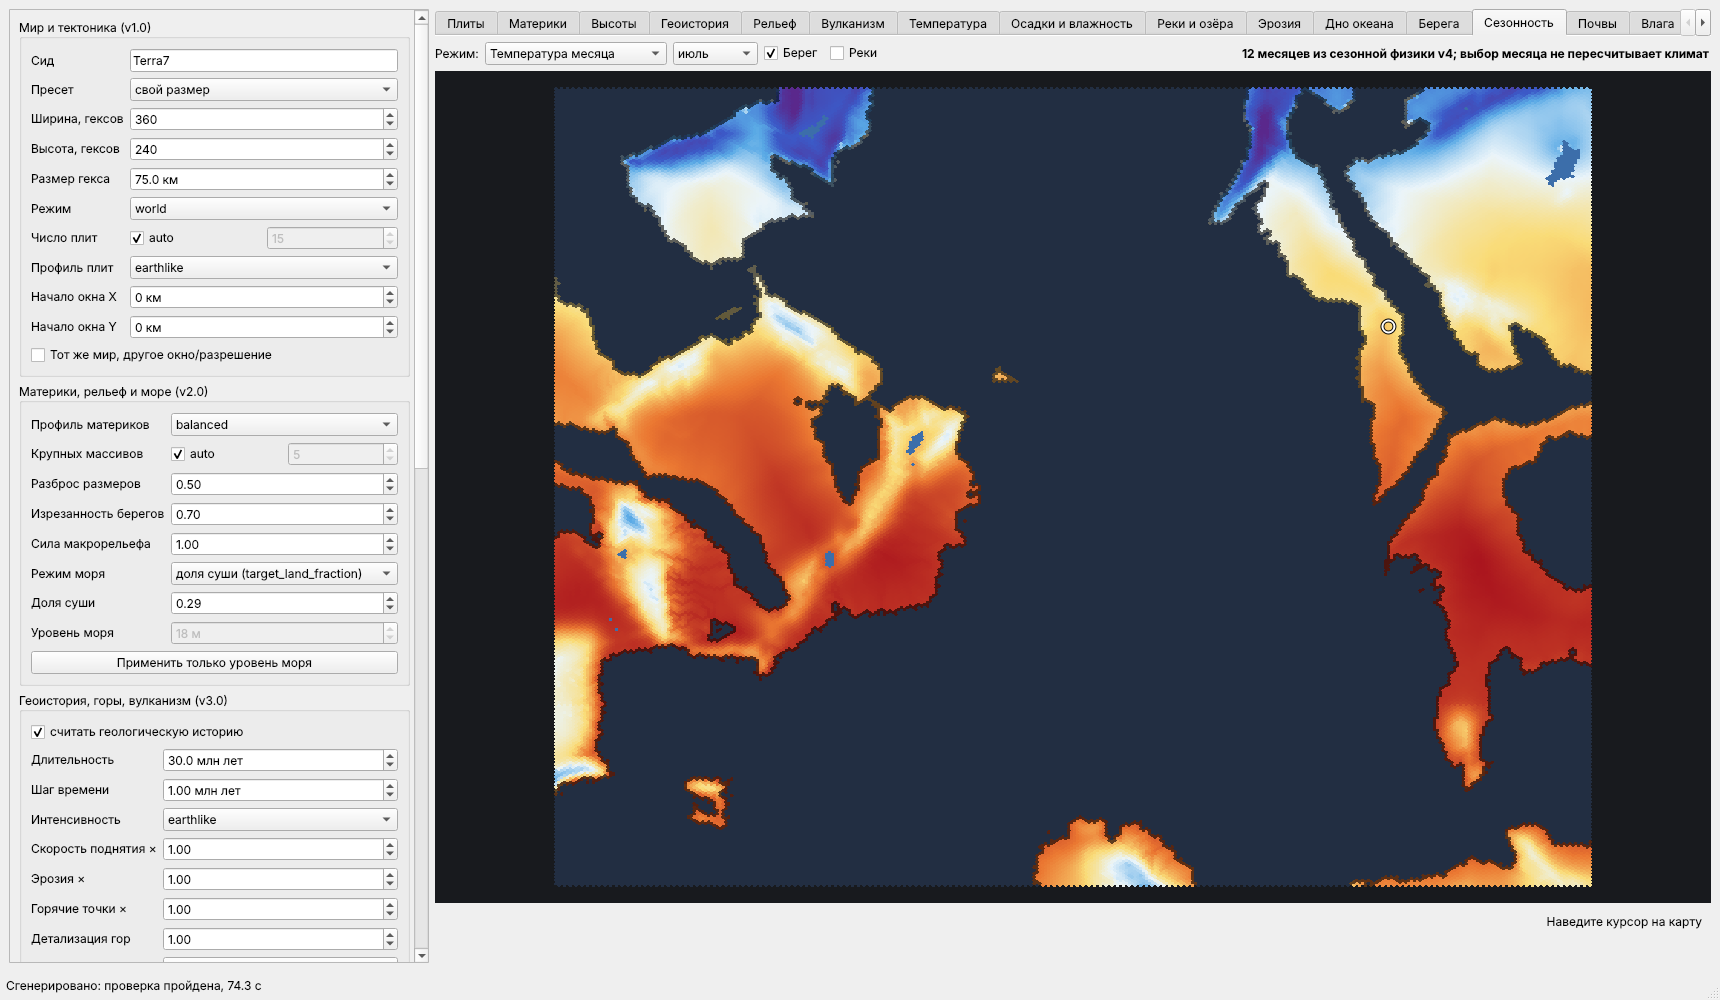 Плиты Материки Высоты Геоистория Рельеф Вулканизм Температура Осадки и влажность Реки и озёра Эрозия Дно океана Берега Сезонность Почвы Влага
Режим: Температура месяца июль Берег Реки 12 месяцев из сезонной физики v4; выбор месяца не пересчитывает климат
Мир и тектоника (v1.0)
Сид Terra7
Пресет свой размер
Ширина, гексов 360
Высота, гексов 240
Размер гекса 75.0 км
Режим world
Число плит auto 15
Профиль плит earthlike
Начало окна X 0 км
Начало окна Y 0 км
Тот же мир, другое окно/разрешение
Материки, рельеф и море (v2.0)
Профиль материков balanced
Крупных массивов auto 5
Разброс размеров 0.50
Изрезанность берегов 0.70
Сила макрорельефа 1.00
Режим моря доля суши (target_land_fraction)
Доля суши 0.29
Уровень моря 18 м
Применить только уровень моря
Геоистория, горы, вулканизм (v3.0)
считать геологическую историю
Длительность 30.0 млн лет
Шаг времени 1.00 млн лет
Интенсивность earthlike
Скорость поднятия × 1.00
Эрозия × 1.00
Горячие точки × 1.00
Детализация гор 1.00
Наведите курсор на карту
Сгенерировано: проверка пройдена, 74.3 с